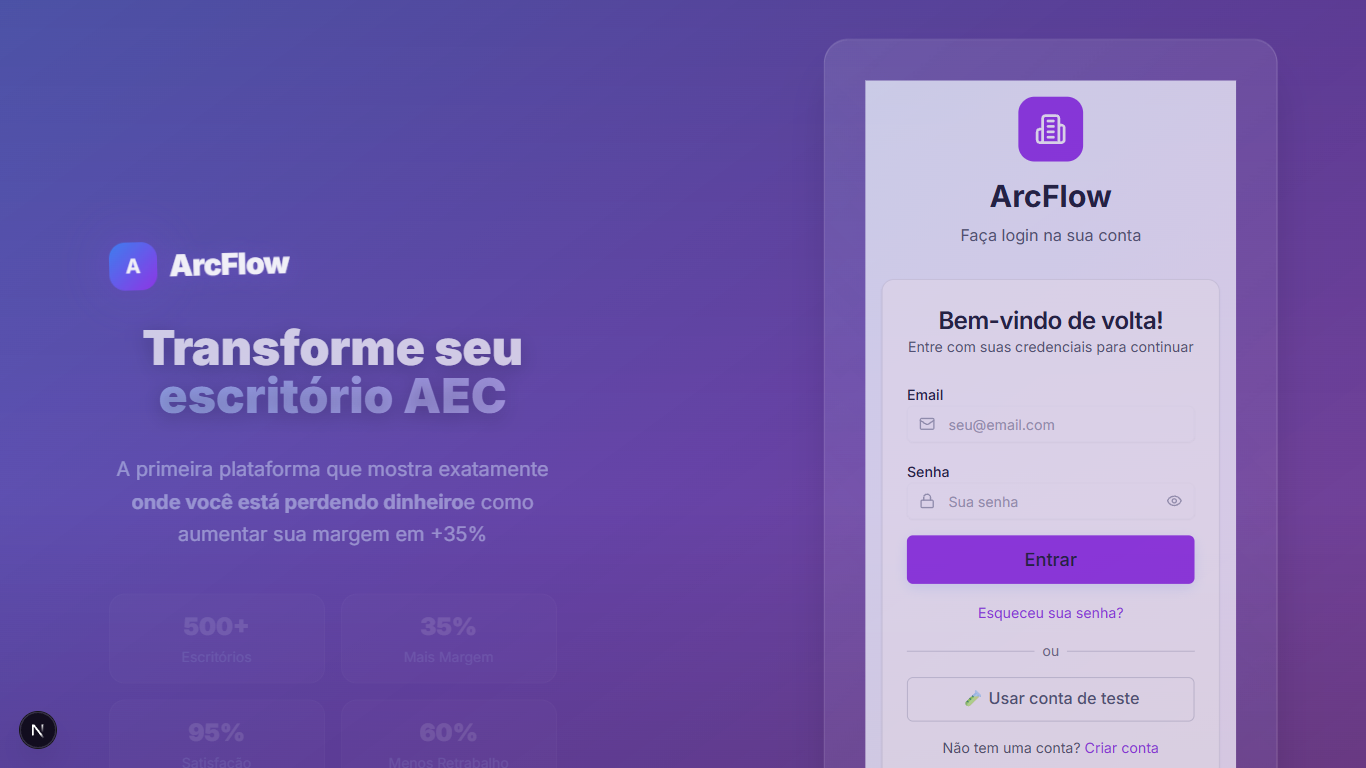 A ArcFlow
Transforme seu
escritório AEC
A primeira plataforma que mostra exatamente
onde você está perdendo dinheiroe como
aumentar sua margem em +35%
500+
Escritórios
35%
Mais Margem
95%
Satisfação
60%
Menos Retrabalho
N
ArcFlow
Faça login na sua conta
Bem-vindo de volta!
Entre com suas credenciais para continuar
Email
seu@email.com
Senha
Sua senha
Entrar
Esqueceu sua senha?
ou
Usar conta de teste
Não tem uma conta? Criar conta